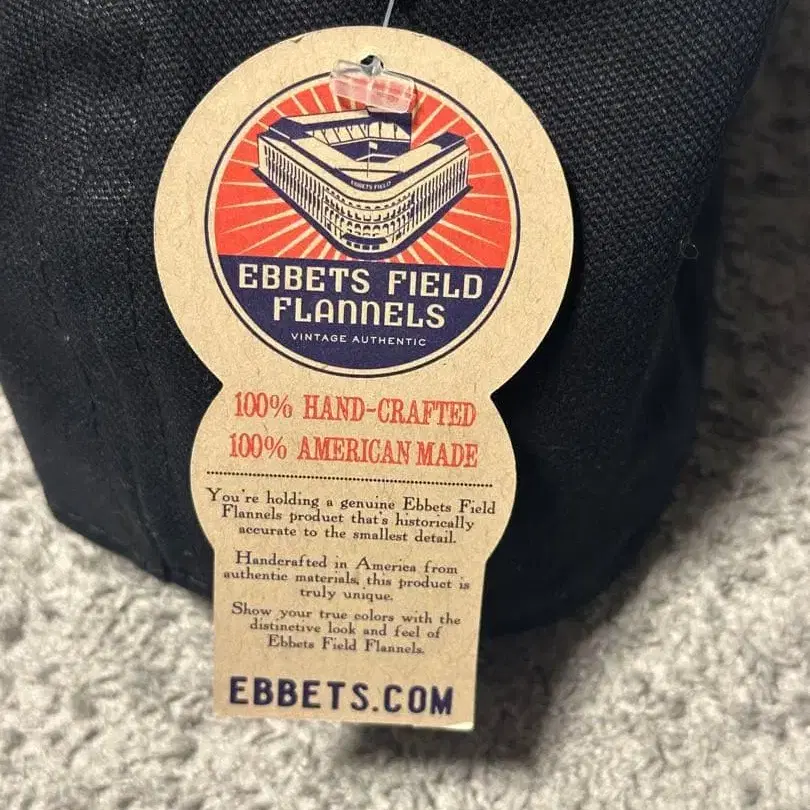 EBBETS FIELD
EBBETS FIELD
FLANNELS
VINTAGE AUTHENTIC
100% HAND-CRAFTED
100% AMERICAN MADE
You're holding a genuine Ebbets Field
Flannels product that's historically
accurate to the smallest detail.
Handcrafted in America from
authentic materials, this product is
truly unique.
Show your true colors with the
distinctive look and feel of
Ebbets Field Flannels.
EBBETS.COM